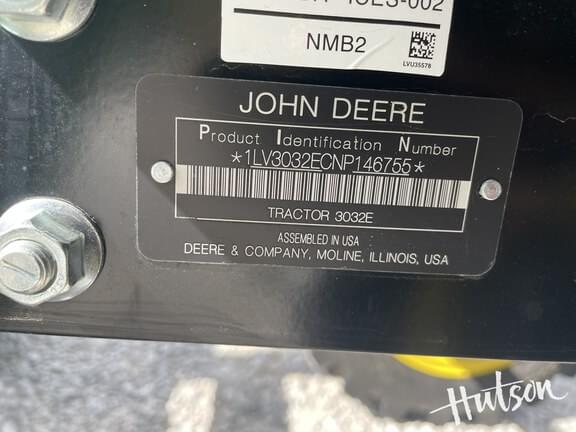 NMB2
LVU35578
JOHN DEERE
Product Identification Number
*1LV3032ECNP146755*
TRACTOR 3032E
ASSEMBLED IN USA
DEERE & COMPANY, MOLINE, ILLINOIS, USA
Hutson